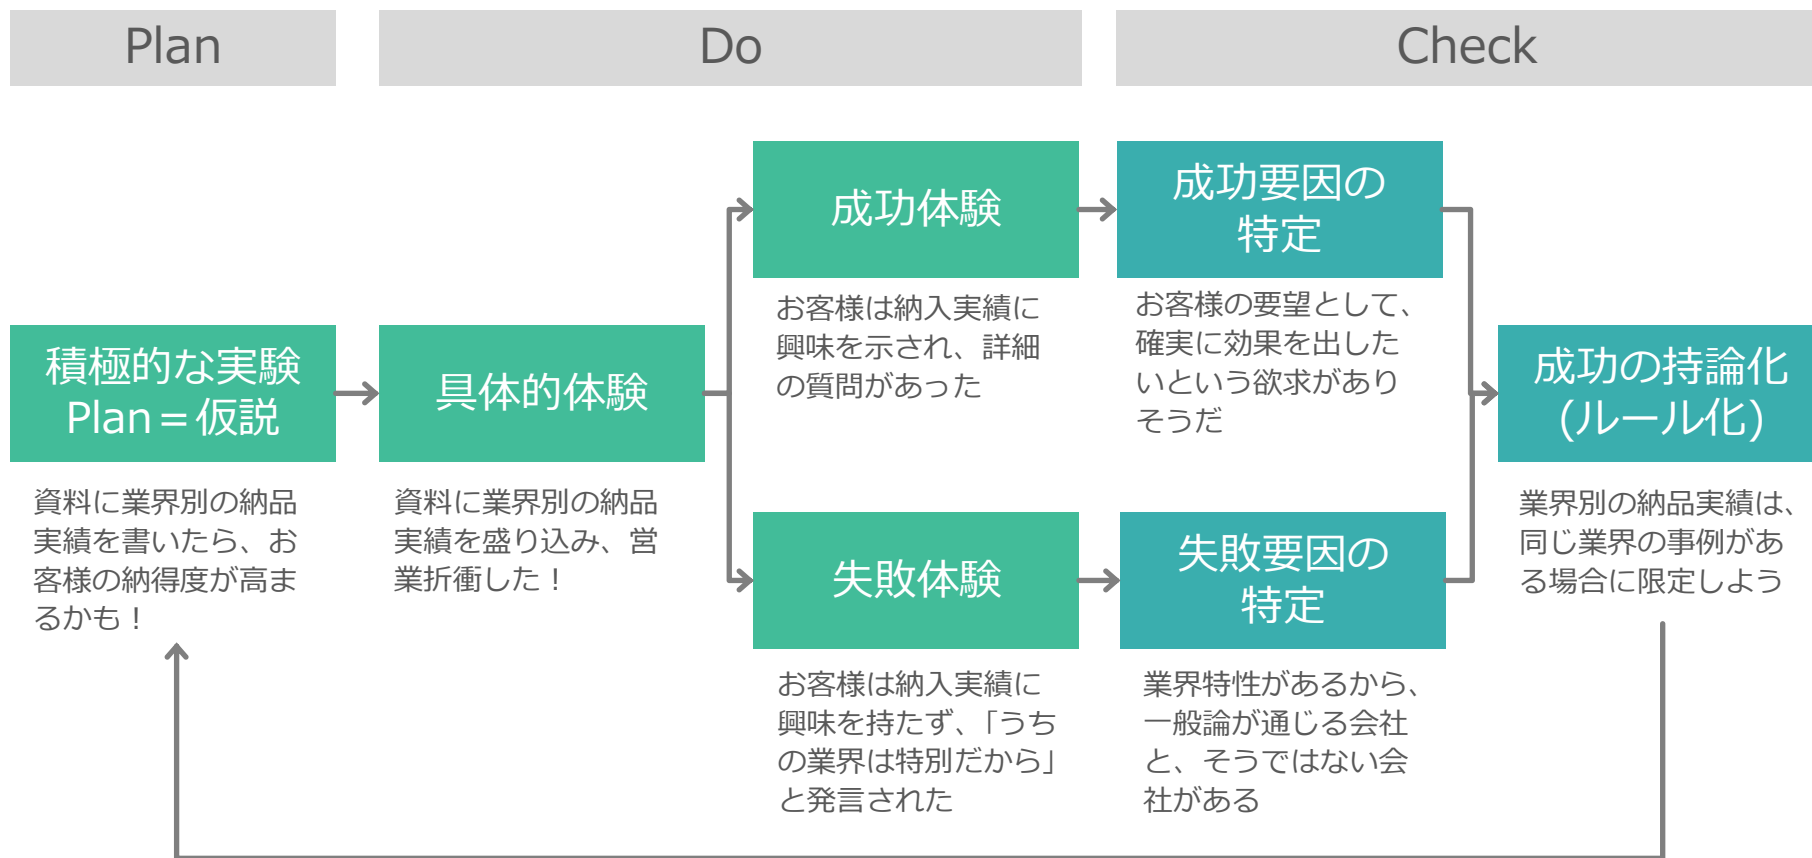 Plan
Do
Check
積極的な実験
Plan＝仮説
資料に業界別の納品
実績を書いたら、お
客様の納得度が高ま
るかも！
具体的体験
資料に業界別の納品
実績を盛り込み、営
業折衝した！
成功体験
お客様は納入実績に
興味を示され、詳細
の質問があった
成功要因の
特定
お客様の要望として、
確実に効果を出した
いという欲求があり
そうだ
失敗体験
お客様は納入実績に
興味を持たず、「うち
の業界は特別だから」
と発言された
失敗要因の
特定
業界特性があるから、
一般論が通じる会社
と、そうではない会
社がある
成功の持論化
(ルール化)
業界別の納品実績は、
同じ業界の事例があ
る場合に限定しよう